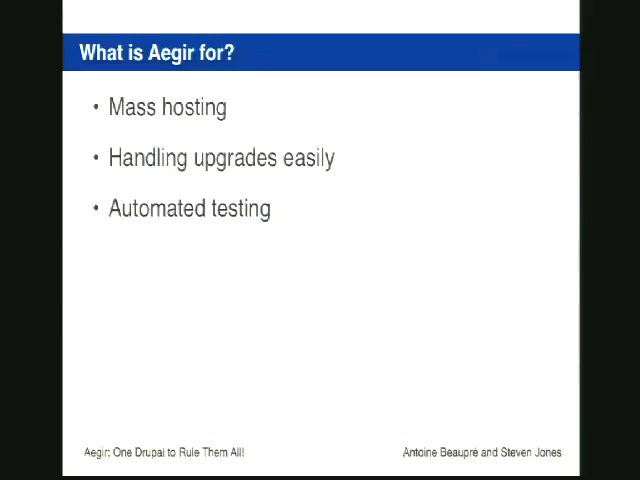 What is Aegir for?
• Mass hosting
• Handling upgrades easily
• Automated testing
Aegir: One Drupal to Rule Them All!
Antoine Beaupré and Steven Jones